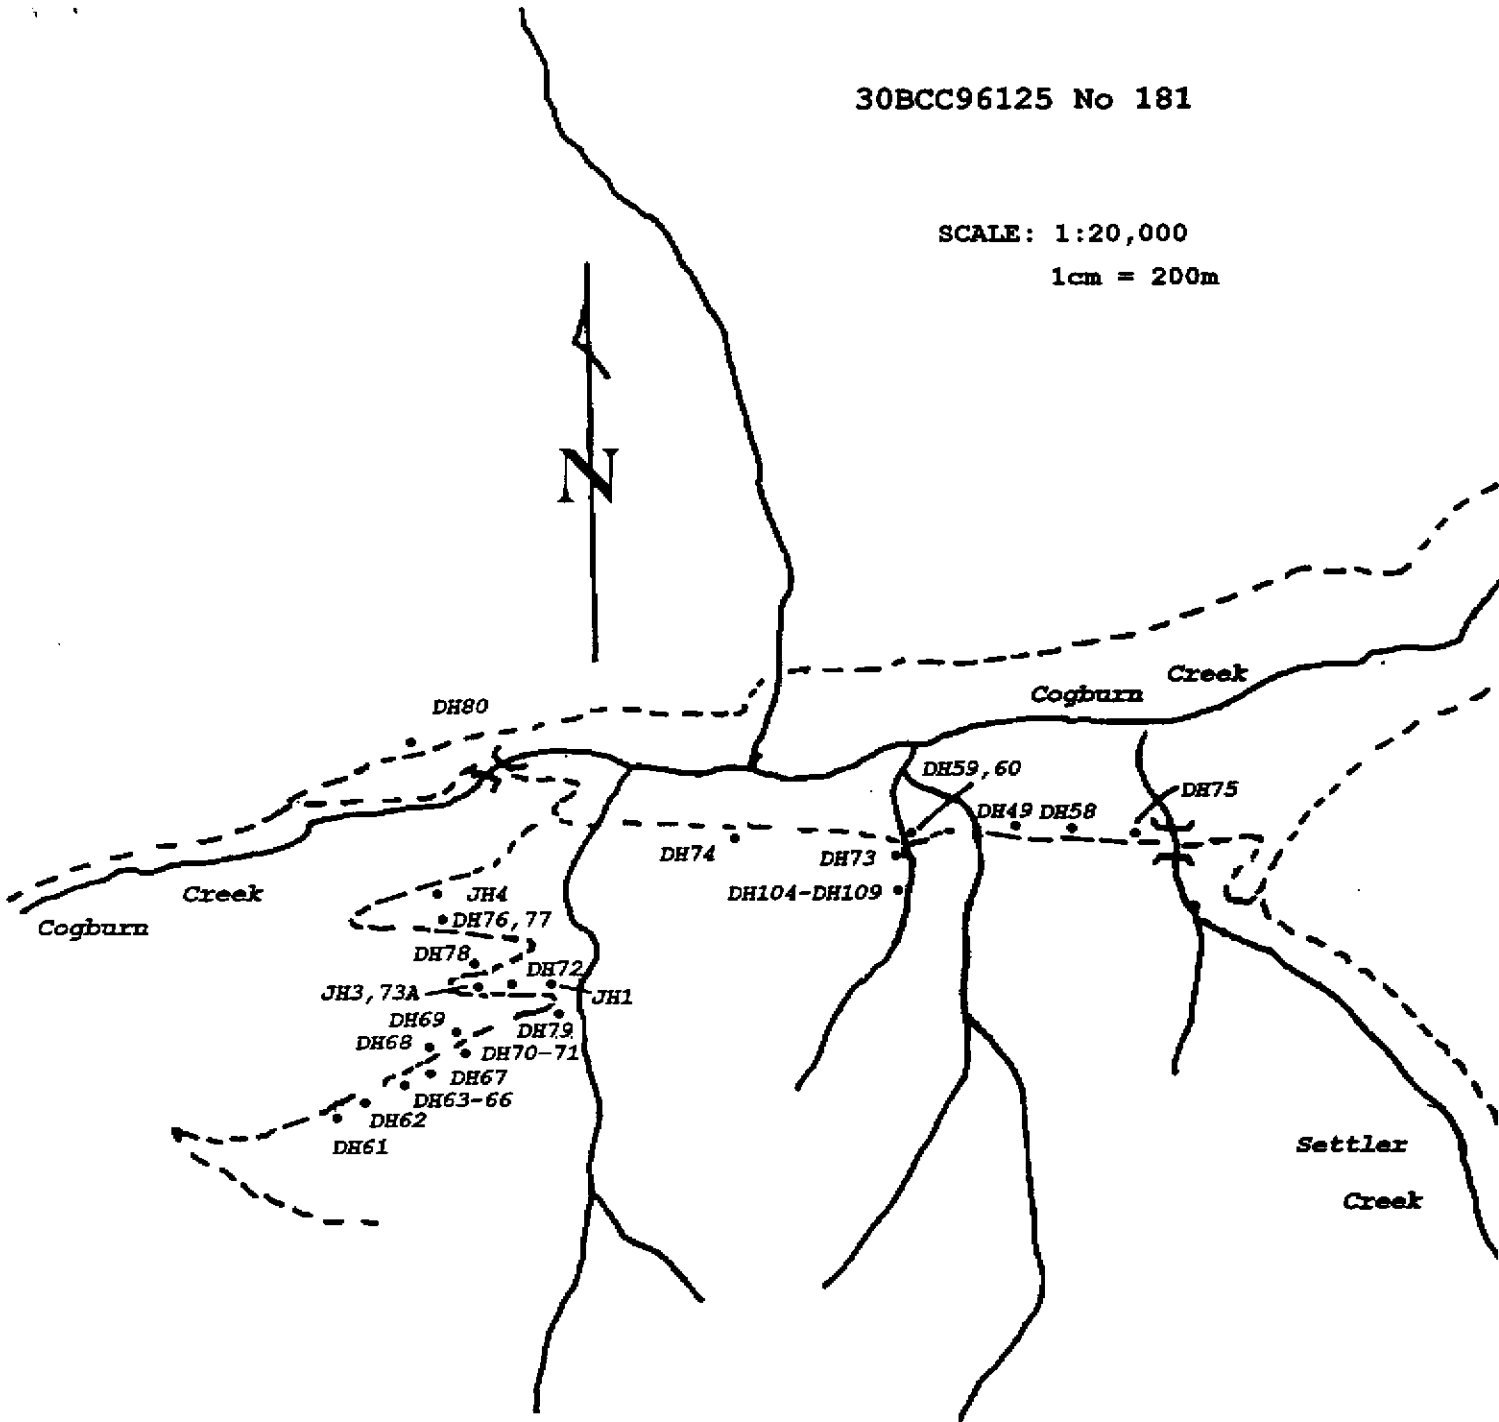 30BCC96125 No 181
SCALE: 1:20,000
1cm = 200m
N
Creek
Cogburn
DH80
DH59,60
DH75
DH49 DH58
DH74
DH73
DH104-DH109
JH4
Creek
Cogburn
DH76,77
DH78
DH72
JH3,73A
JH1
DH69
DH79
DH68
DH70-71
DH67
DH63-66
DH62
DH61
Settler
Creek